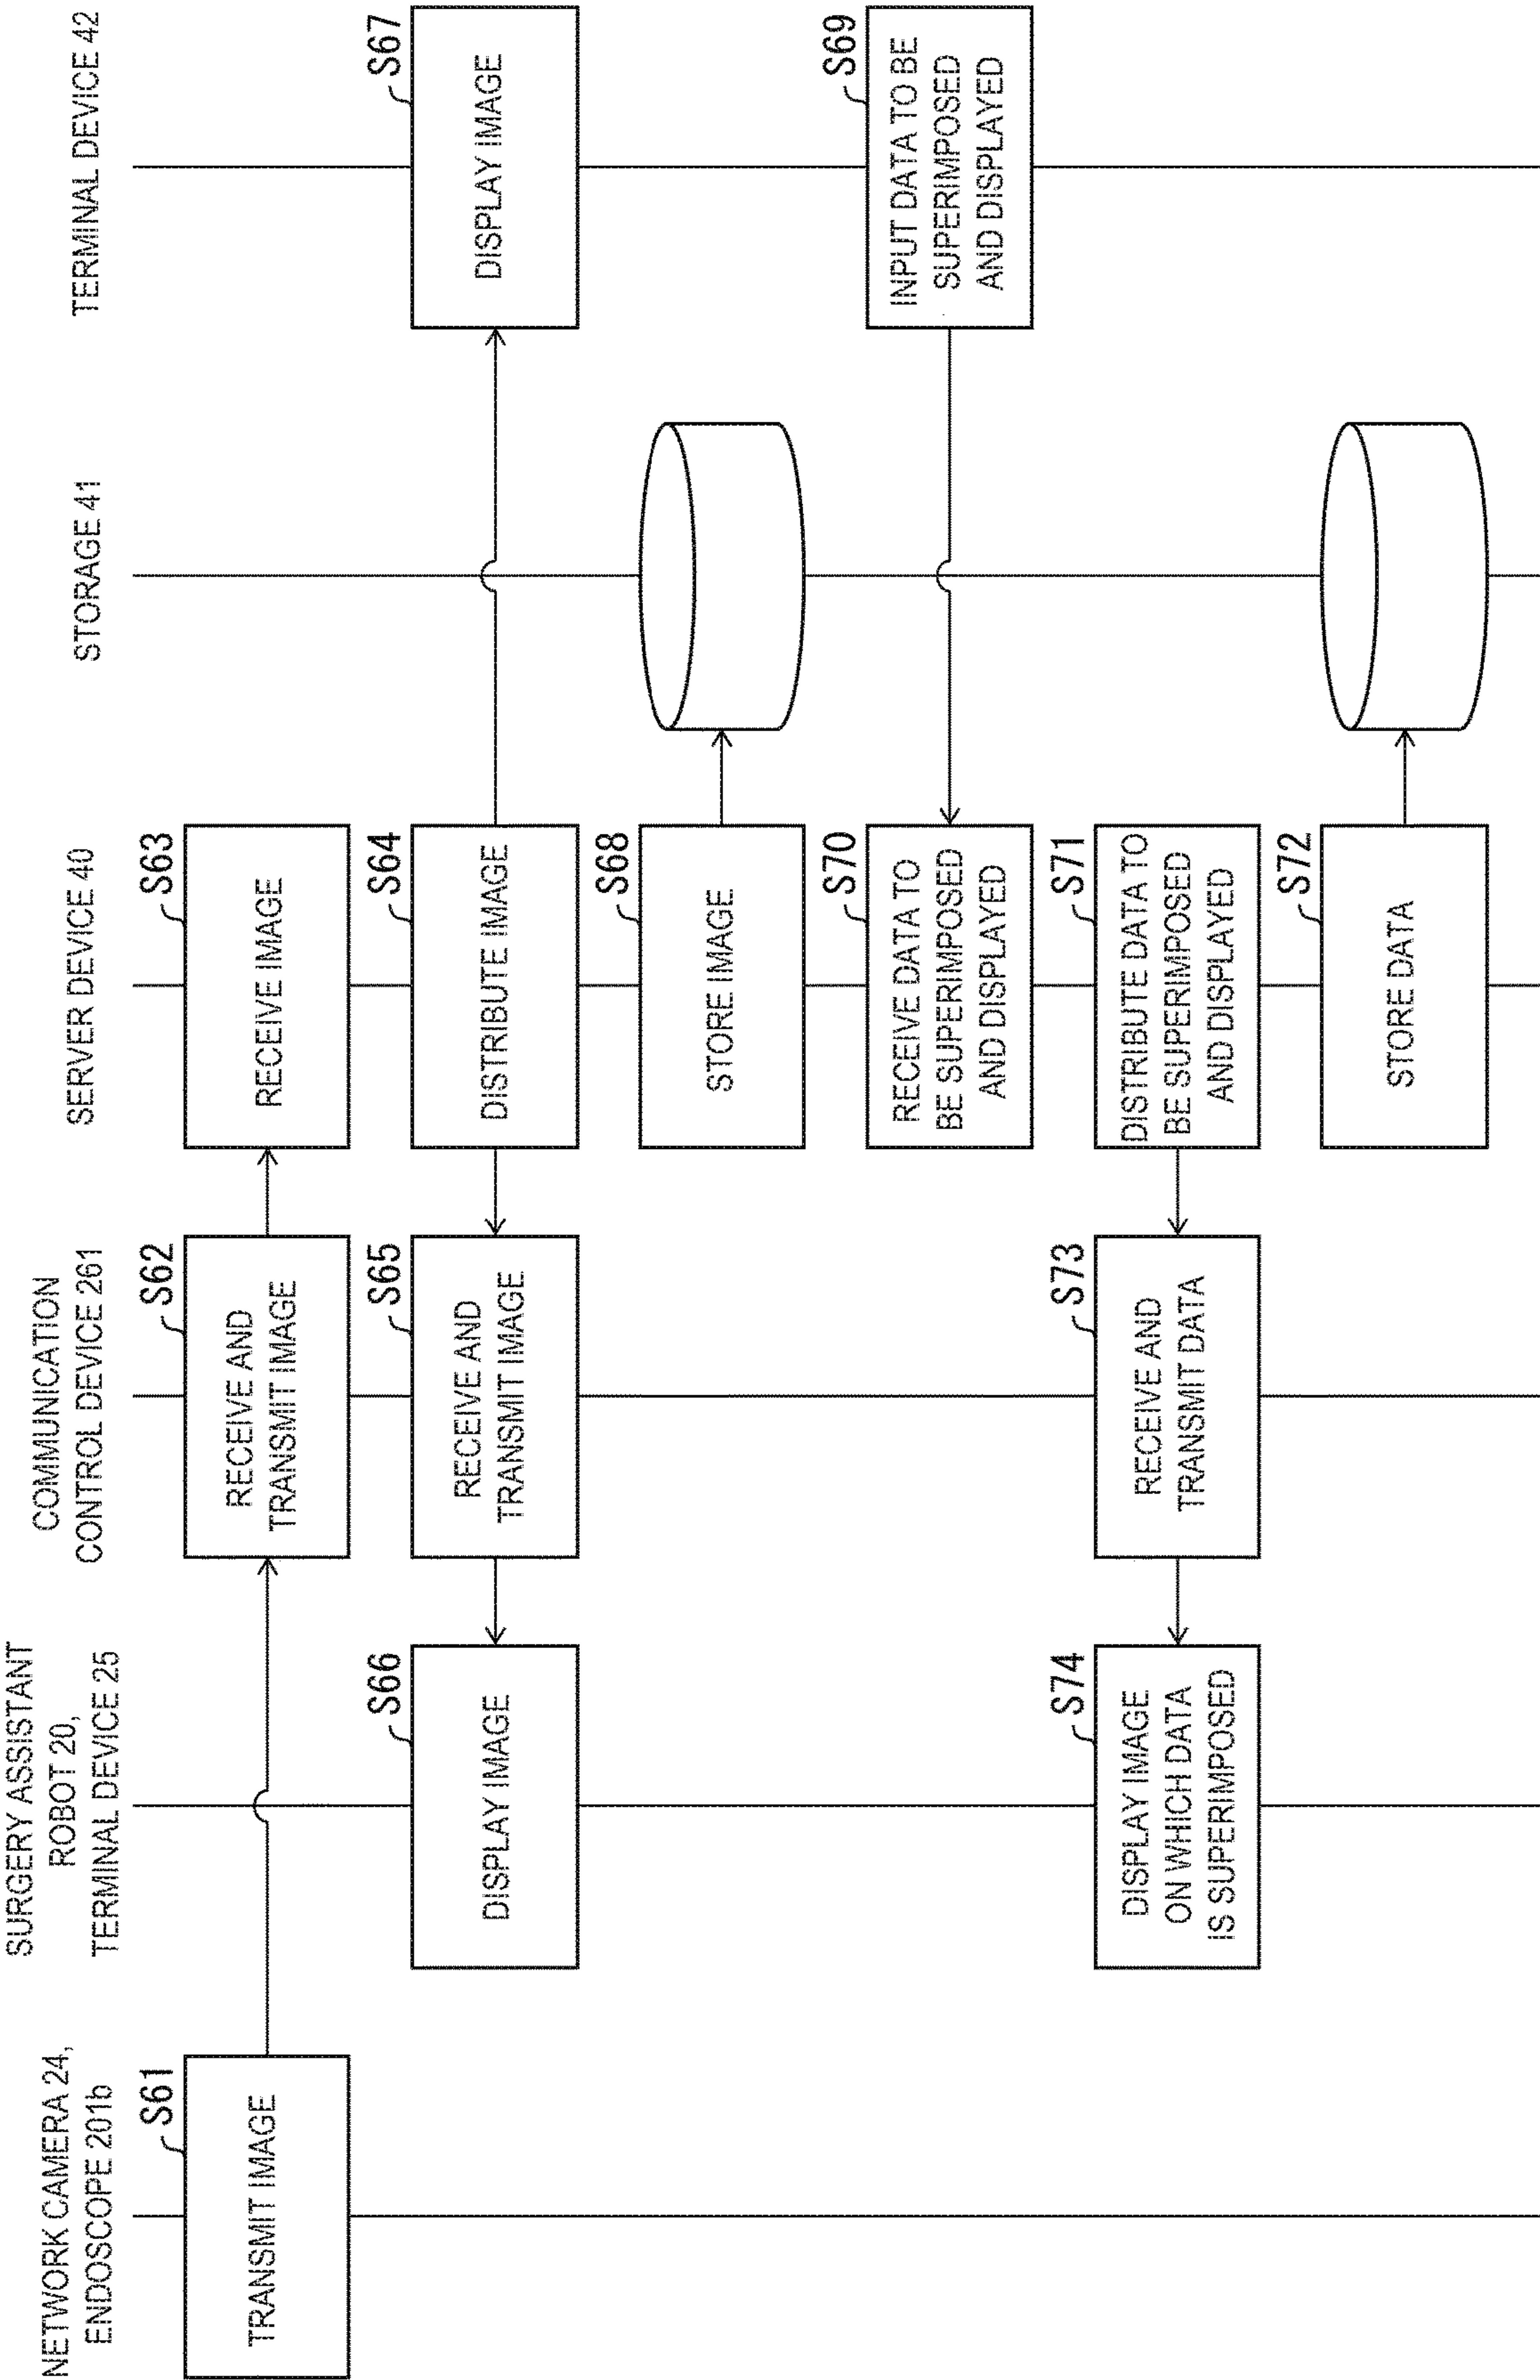 NETWORK CAMERA 24,
ENDOSCOPE 201b
SURGERY ASSISTANT
ROBOT 20,
TERMINAL DEVICE 25
COMMUNICATION
CONTROL DEVICE 261
SERVER DEVICE 40
STORAGE 41
TERMINAL DEVICE 42
S61
TRANSMIT IMAGE
S62
RECEIVE AND
TRANSMIT IMAGE
S63
RECEIVE IMAGE
S66
DISPLAY IMAGE
S65
RECEIVE AND
TRANSMIT IMAGE
S64
DISTRIBUTE IMAGE
S67
DISPLAY IMAGE
S68
STORE IMAGE
S70
RECEIVE DATA TO
BE SUPERIMPOSED
AND DISPLAYED
S69
INPUT DATA TO BE
SUPERIMPOSED
AND DISPLAYED
S74
DISPLAY IMAGE
ON WHICH DATA
IS SUPERIMPOSED
S73
RECEIVE AND
TRANSMIT DATA
S71
DISTRIBUTE DATA TO
BE SUPERIMPOSED
AND DISPLAYED
S72
STORE DATA